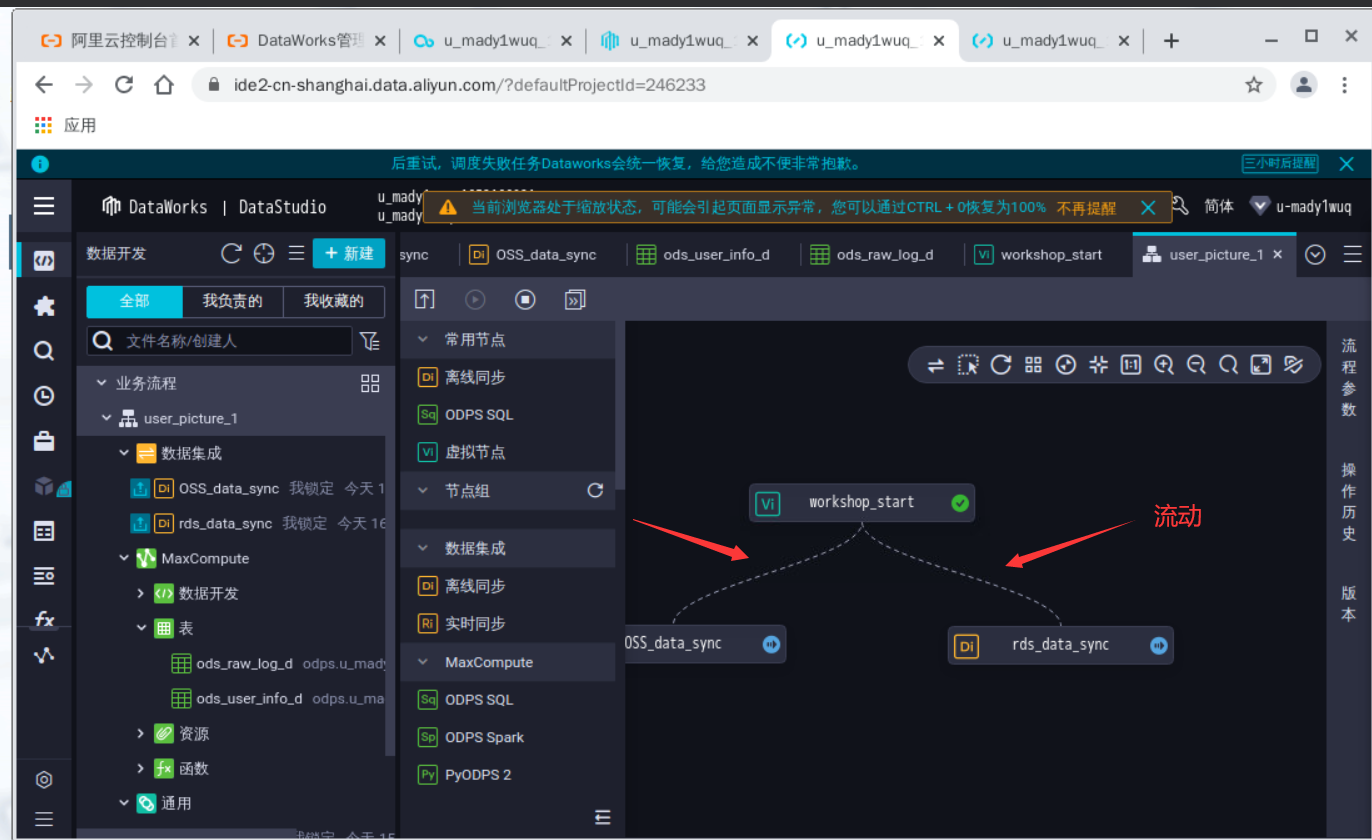 阿里云控制台
DataWorks管理
u_mady1wuq_
u_mady1wuq_
u_mady1wuq_
u_mady1wuq_
ide2-cn-shanghai.data.aliyun.com/?defaultProjectId=246233
应用
后重试，调度失败任务Dataworks会统一恢复，给您造成不便非常抱歉。
三小时后提醒
DataWorks | DataStudio
u_mady
u_mady
当前浏览器处于缩放状态，可能会引起页面显示异常，您可以通过CTRL + 0恢复为100% 不再提醒
简体
u-mady1wuq
数据开发
+ 新建
sync
Di OSS_data_sync
ods_user_info_d
ods_raw_log_d
Vi workshop_start
user_picture_1
全部
我负责的
我收藏的
文件名称/创建人
业务流程
user_picture_1
数据集成
Di OSS_data_sync 我锁定 今天 1
Di rds_data_sync 我锁定 今天 16
MaxCompute
数据开发
表
ods_raw_log_d odps.u_mady
ods_user_info_d odps.u_ma
资源
fx 函数
通用
我锁定 今天 15
fx
常用节点
Di 离线同步
Sq ODPS SQL
Vi 虚拟节点
节点组
数据集成
Di 离线同步
Ri 实时同步
MaxCompute
Sq ODPS SQL
Sp ODPS Spark
Py PyODPS 2
1:1
Vi workshop_start
流动
OSS_data_sync
Di rds_data_sync
流程参数
操作历史
版本